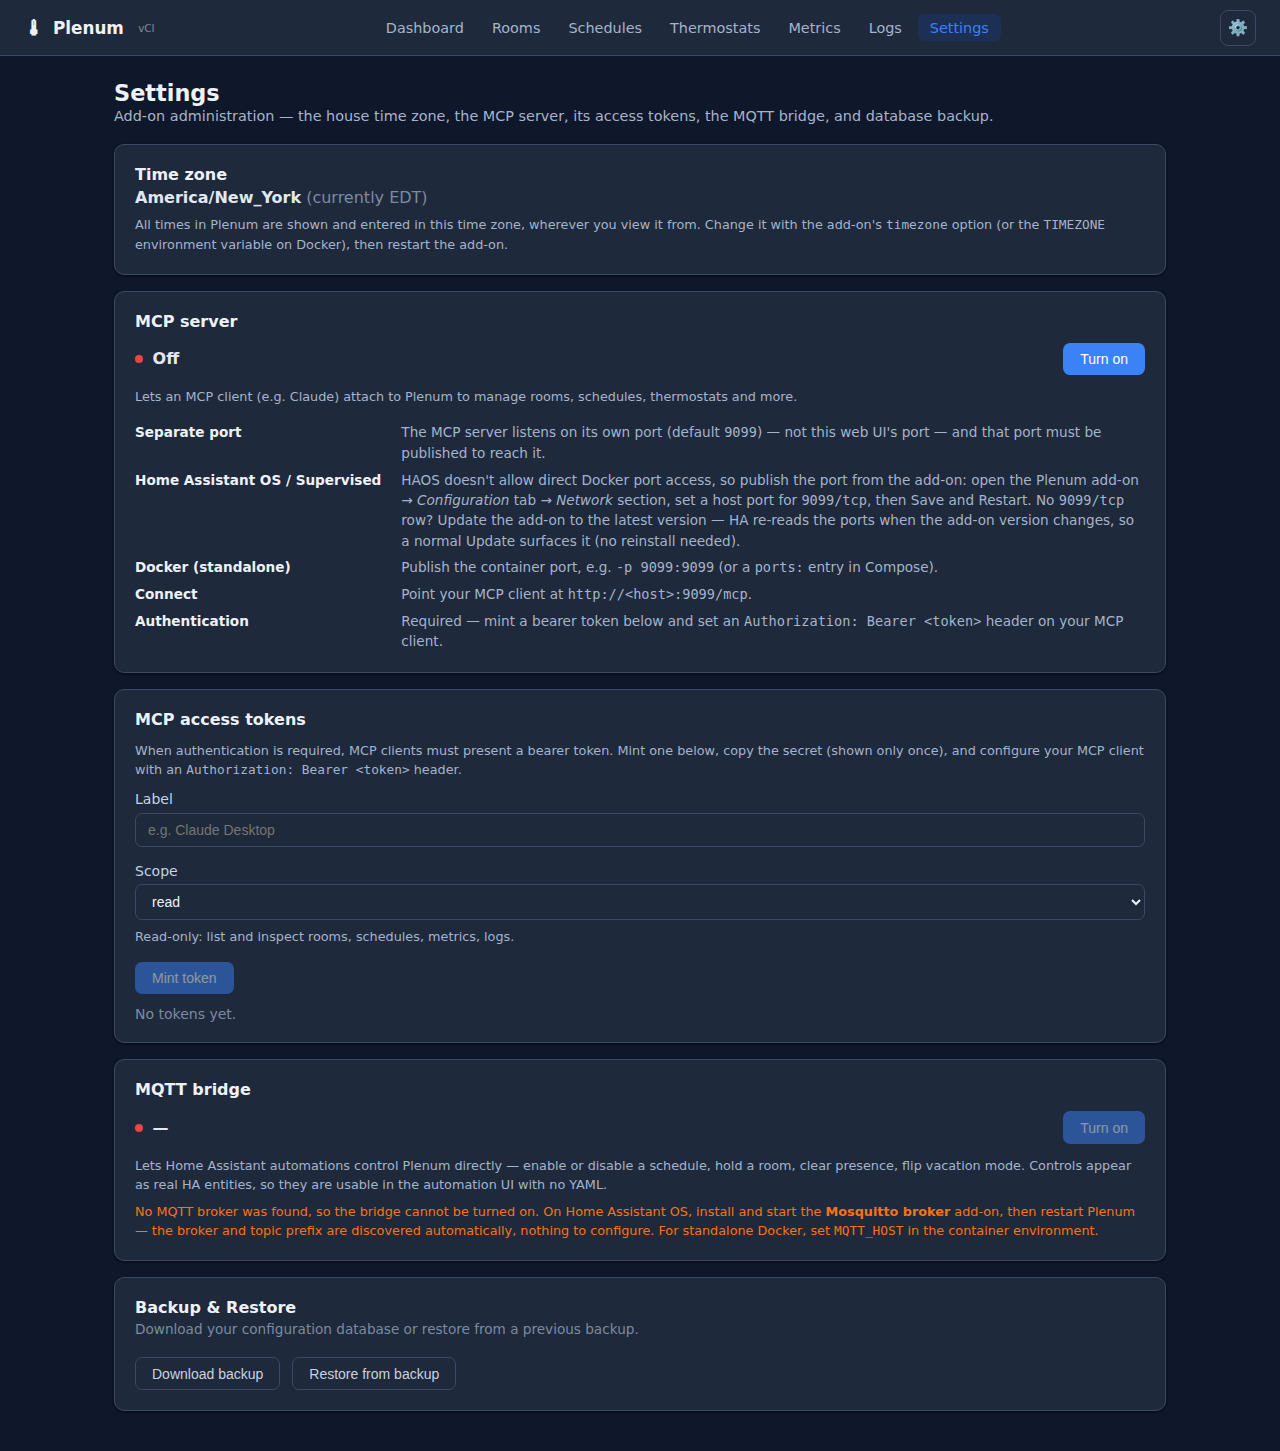 Plenum vCI Dashboard Rooms Schedules Thermostats Metrics Logs Settings
Settings
Add-on administration — the house time zone, the MCP server, its access tokens, the MQTT bridge, and database backup.
Time zone
America/New_York (currently EDT)
All times in Plenum are shown and entered in this time zone, wherever you view it from. Change it with the add-on's timezone option (or the TIMEZONE
environment variable on Docker), then restart the add-on.
MCP server
Off
Turn on
Lets an MCP client (e.g. Claude) attach to Plenum to manage rooms, schedules, thermostats and more.
Separate port
The MCP server listens on its own port (default 9099) — not this web UI's port — and that port must be
published to reach it.
Home Assistant OS / Supervised
HAOS doesn't allow direct Docker port access, so publish the port from the add-on: open the Plenum add-on
→ Configuration tab → Network section, set a host port for 9099/tcp, then Save and Restart. No 9099/tcp
row? Update the add-on to the latest version — HA re-reads the ports when the add-on version changes, so
a normal Update surfaces it (no reinstall needed).
Docker (standalone)
Publish the container port, e.g. -p 9099:9099 (or a ports: entry in Compose).
Connect
Point your MCP client at http://<host>:9099/mcp.
Authentication
Required — mint a bearer token below and set an Authorization: Bearer <token> header on your MCP
client.
MCP access tokens
When authentication is required, MCP clients must present a bearer token. Mint one below, copy the secret (shown only once), and configure your MCP client
with an Authorization: Bearer <token> header.
Label
e.g. Claude Desktop
Scope
read
Read-only: list and inspect rooms, schedules, metrics, logs.
Mint token
No tokens yet.
MQTT bridge
—
Turn on
Lets Home Assistant automations control Plenum directly — enable or disable a schedule, hold a room, clear presence, flip vacation mode. Controls appear
as real HA entities, so they are usable in the automation UI with no YAML.
No MQTT broker was found, so the bridge cannot be turned on. On Home Assistant OS, install and start the Mosquitto broker add-on, then restart Plenum
— the broker and topic prefix are discovered automatically, nothing to configure. For standalone Docker, set MQTT_HOST in the container environment.
Backup & Restore
Download your configuration database or restore from a previous backup.
Download backup Restore from backup